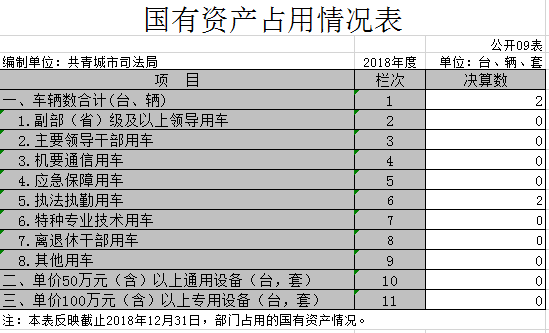 国有资产占用情况表
公开09表
编制单位：共青城市司法局 2018年度 单位：台、辆、套
项 目 栏次 决算数
一、车辆数合计(台、辆) 1 2
1.副部（省）级及以上领导用车 2 0
2.主要领导干部用车 3 0
3.机要通信用车 4 0
4.应急保障用车 5 0
5.执法执勤用车 6 2
6.特种专业技术用车 7 0
7.离退休干部用车 8 0
8.其他用车 9 0
二、单价50万元（含）以上通用设备（台，套） 10 0
三、单价100万元（含）以上专用设备（台，套） 11 0
注：本表反映截止2018年12月31日，部门占用的国有资产情况。